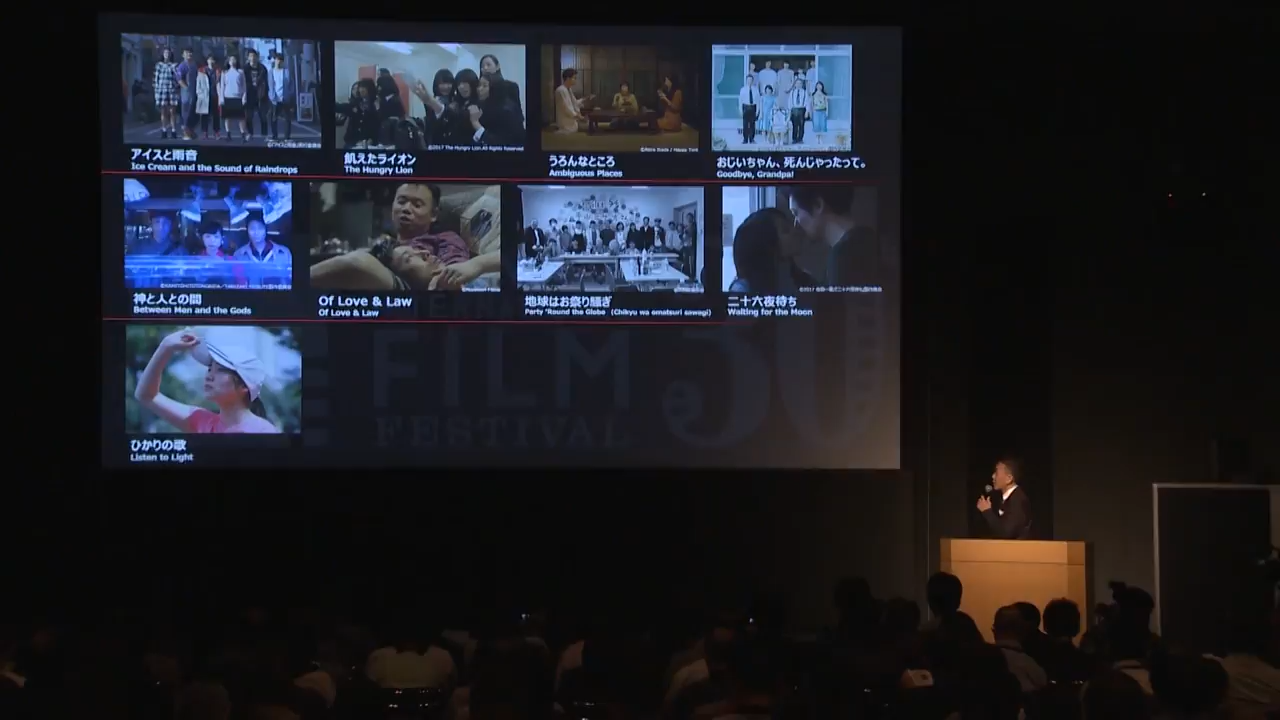 アイスと雨音
Ice Cream and the Sound of Raindrops
飢えたライオン
The Hungry Lion
うろんなところ
Ambiguous Places
おじいちゃん、死んじゃったって。
Goodbye, Grandpa!
神と人との間
Between Men and the Gods
Of Love & Law
Of Love & Law
地球はお祭り騒ぎ
Party 'Round the Globe (Chikyu wa omatsuri sawagi)
二十六夜待ち
Waiting for the Moon
ひかりの歌
Listen to Light
FILM
FESTIVAL
30